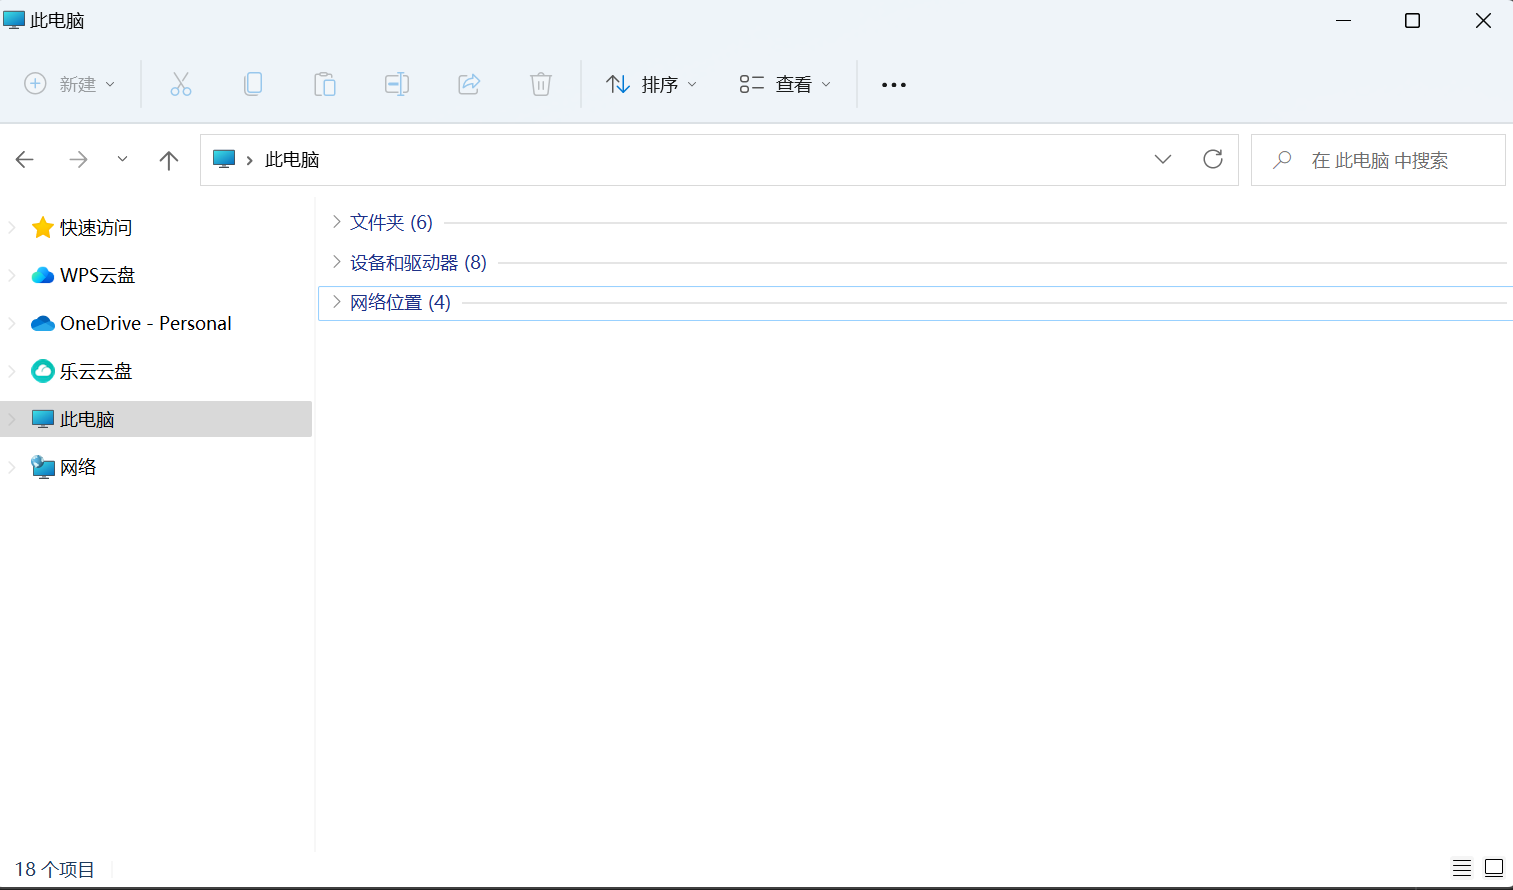 此电脑
新建
排序
查看
此电脑
在 此电脑 中搜索
快速访问
WPS云盘
OneDrive - Personal
乐云云盘
此电脑
网络
文件夹 (6)
设备和驱动器 (8)
网络位置 (4)
18 个项目